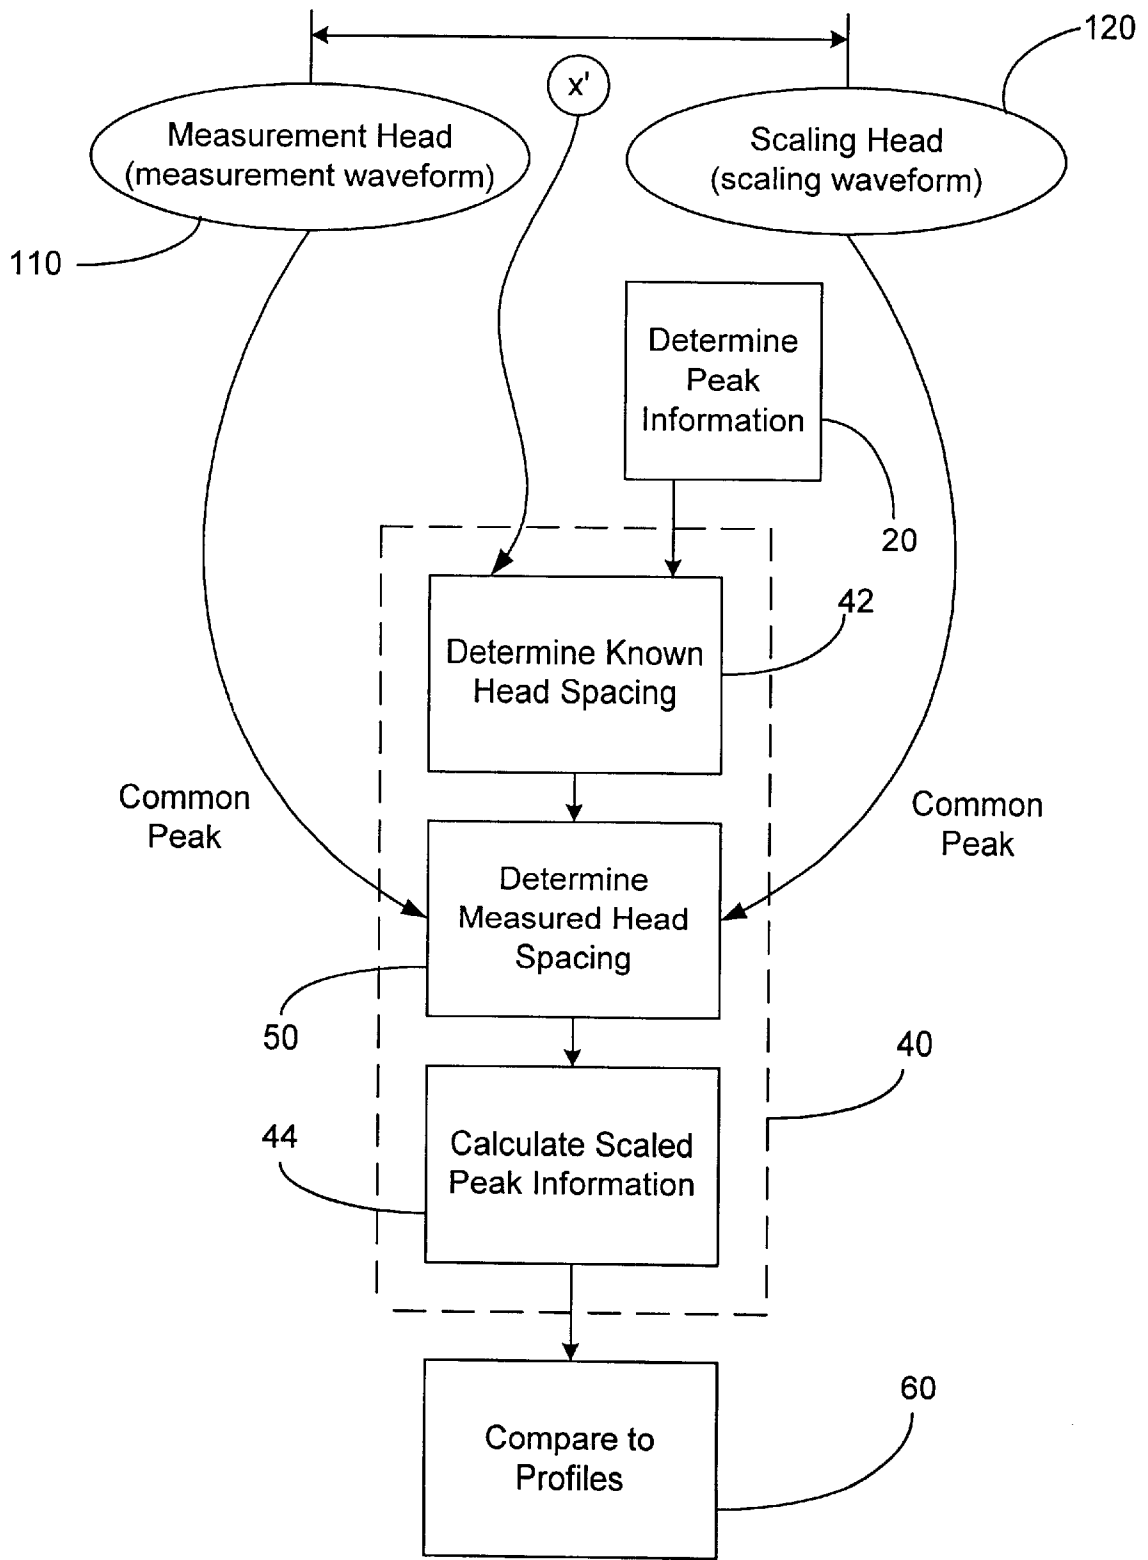 120
x'
Measurement Head
(measurement waveform)
Scaling Head
(scaling waveform)
110
Determine
Peak
Information
20
42
Determine Known
Head Spacing
Common
Peak
Common
Peak
Determine
Measured Head
Spacing
50
40
44
Calculate Scaled
Peak Information
60
Compare to
Profiles